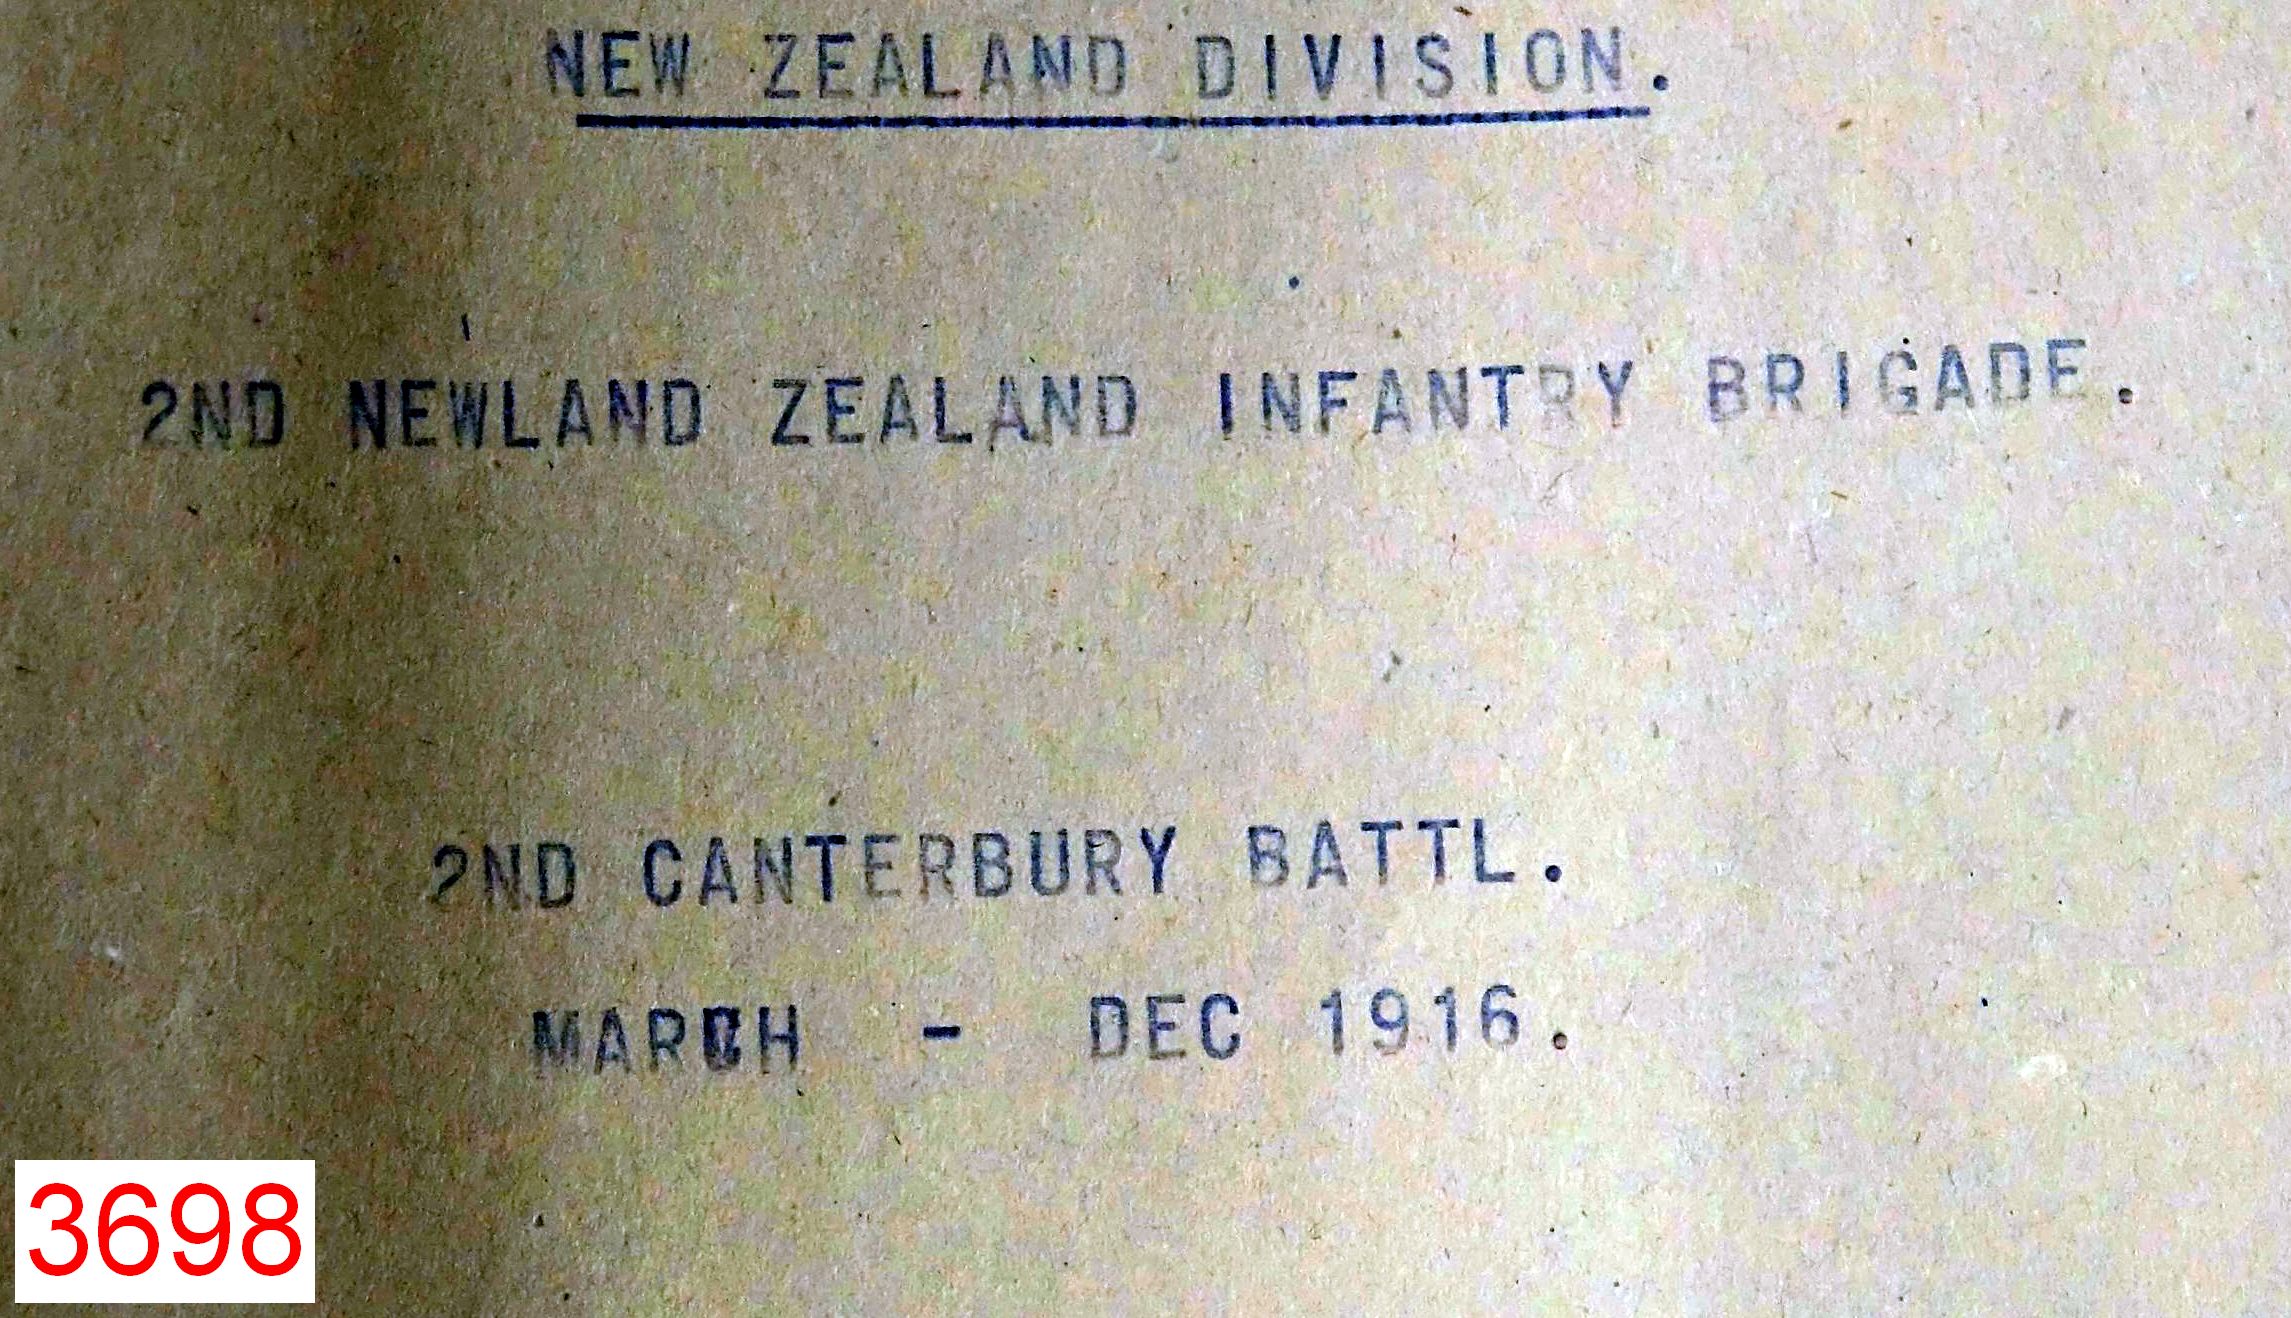 NEW ZEALAND DIVISION.
2ND NEWLAND ZEALAND INFANTRY BRIGADE.
2ND CANTERBURY BATTL.
MARCH - DEC 1916.
3698